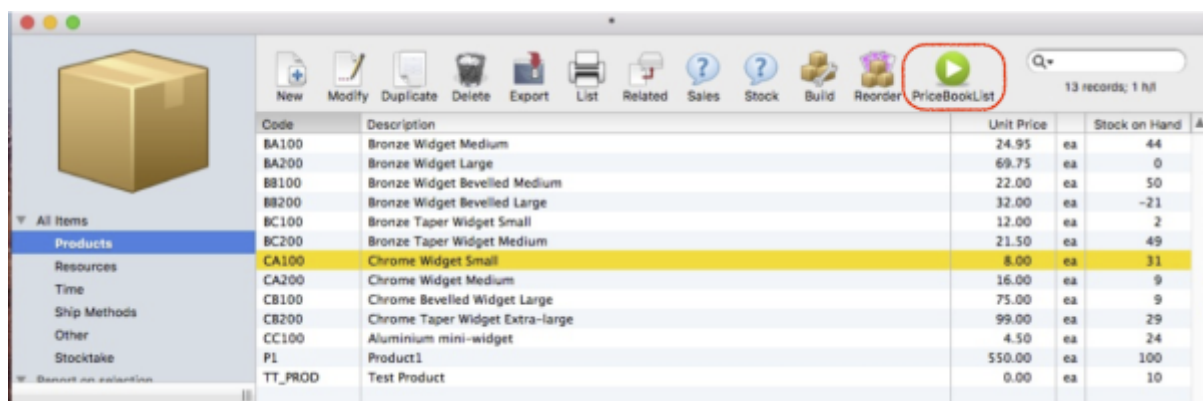 New Modify Duplicate Delete Export List Related Sales Stock Build Reorder PriceBookList
13 records; 1 h/l
Code Description Unit Price Stock on Hand
BA100 Bronze Widget Medium 24.95 ea 44
BA200 Bronze Widget Large 69.75 ea 0
BB100 Bronze Widget Bevelled Medium 22.00 ea 50
BB200 Bronze Widget Bevelled Large 32.00 ea -21
BC100 Bronze Taper Widget Small 12.00 ea 2
BC200 Bronze Taper Widget Medium 21.50 ea 49
CA100 Chrome Widget Small 8.00 ea 31
CA200 Chrome Widget Medium 16.00 ea 9
CB100 Chrome Bevelled Widget Large 75.00 ea 9
CB200 Chrome Taper Widget Extra-large 99.00 ea 29
CC100 Aluminium mini-widget 4.50 ea 24
P1 Product1 550.00 ea 100
TT_PROD Test Product 0.00 ea 10
All Items
Products
Resources
Time
Ship Methods
Other
Stocktake
Report on selection